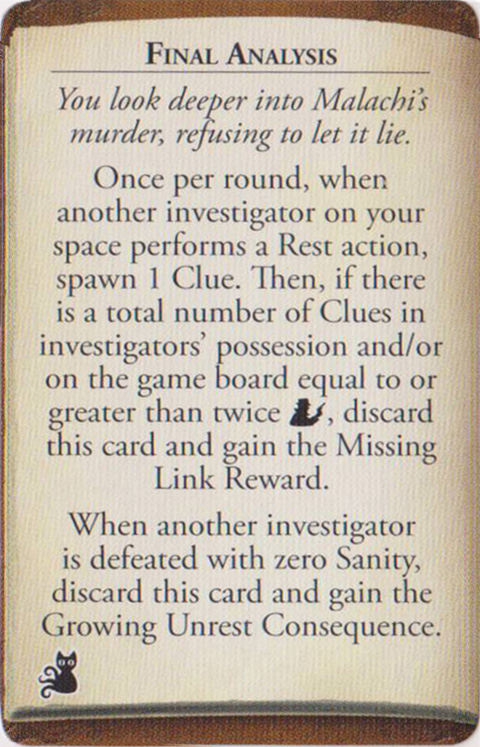 FINAL ANALYSIS
You look deeper into Malachi's
murder, refusing to let it lie.
Once per round, when
another investigator on your
space performs a Rest action,
spawn 1 Clue. Then, if there
is a total number of Clues in
investigators' possession and/or
on the game board equal to or
greater than twice , discard
this card and gain the Missing
Link Reward.
When another investigator
is defeated with zero Sanity,
discard this card and gain the
Growing Unrest Consequence.